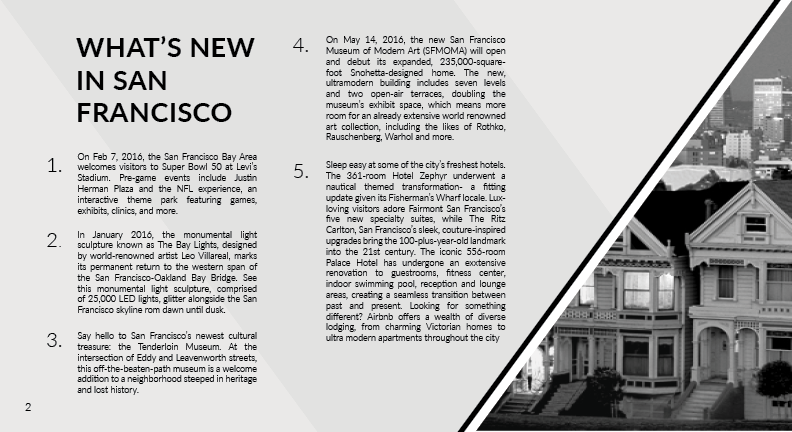 WHAT'S NEW
IN SAN
FRANCISCO
1.
On Feb 7, 2016, the San Francisco Bay Area
welcomes visitors to Super Bowl 50 at Levi's
Stadium. Pre-game events include Justin
Herman Plaza and the NFL experience, an
interactive theme park featuring games,
exhibits, clinics, and more.
2.
In January 2016, the monumental light
sculpture known as The Bay Lights, designed
by world-renowned artist Leo Villareal, marks
its permanent return to the western span of
the San Francisco-Oakland Bay Bridge. See
this monumental light sculpture, comprised
of 25,000 LED lights, glitter alongside the San
Francisco skyline rom dawn until dusk.
3.
Say hello to San Francisco's newest cultural
treasure: the Tenderloin Museum. At the
intersection of Eddy and Leavenworth streets,
this off-the-beaten-path museum is a welcome
addition to a neighborhood steeped in heritage
and lost history.
4.
On May 14, 2016, the new San Francisco
Museum of Modern Art (SFMOMA) will open
and debut its expanded, 235,000-square-
foot Snohetta-designed home. The new,
ultramodern building includes seven levels
and two open-air terraces, doubling the
museum's exhibit space, which means more
room for an already extensive world renowned
art collection, including the likes of Rothko,
Rauschenberg, Warhol and more.
5.
Sleep easy at some of the city's freshest hotels.
The 361-room Hotel Zephyr underwent a
nautical themed transformation- a fitting
update given its Fisherman's Wharf locale. Lux-
loving visitors adore Fairmont San Francisco's
five new specialty suites, while The Ritz
Carlton, San Francisco's sleek, couture-inspired
upgrades bring the 100-plus-year-old landmark
into the 21st century. The iconic 556-room
Palace Hotel has undergone an exxtensive
renovation to guestrooms, fitness center,
indoor swimming pool, reception and lounge
areas, creating a seamless transition between
past and present. Looking for something
different? Airbnb offers a wealth of diverse
lodging, from charming Victorian homes to
ultra modern apartments throughout the city
2